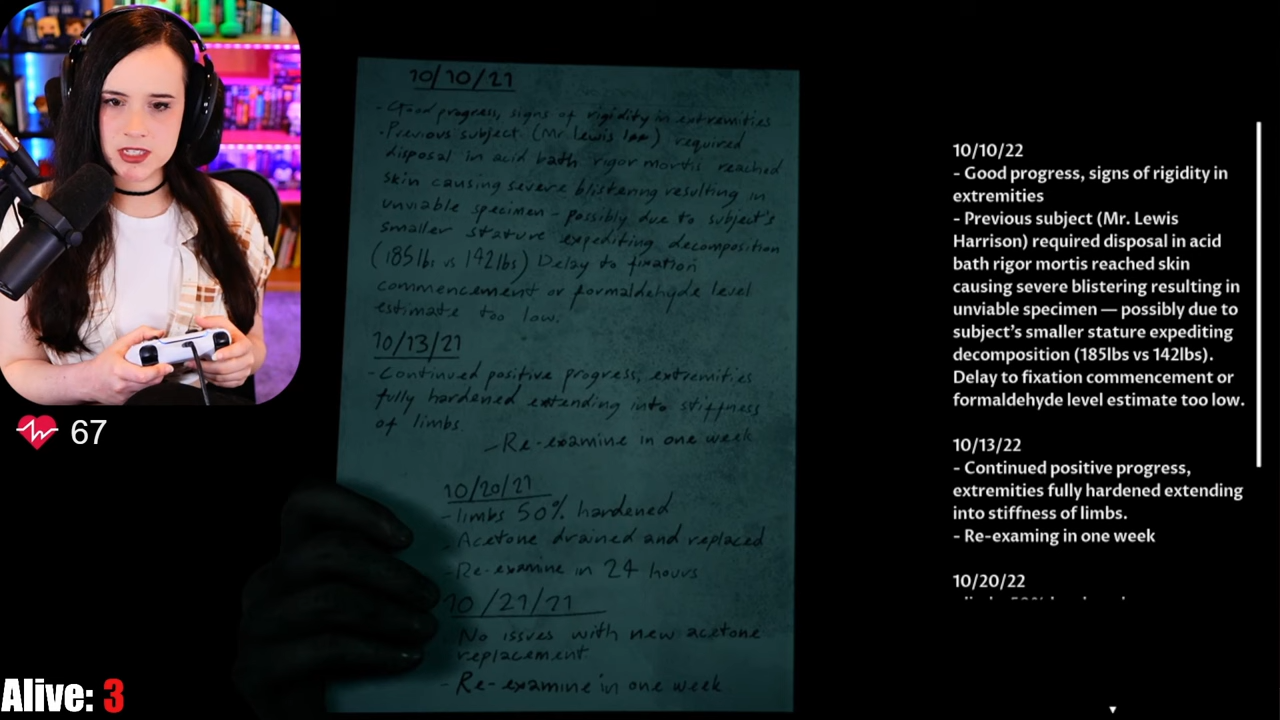 67
Alive: 3
10/10/21
- Good progress, signs of rigidity in extremities
- Previous subject (Mr. Lewis ) required
disposal in acid bath rigor mortis reached
skin causing severe blistering resulting in
unviable specimen - possibly due to subject's
smaller stature expediting decomposition
(185lbs vs 142lbs) Delay to fixation
commencement or formaldehyde level
estimate too low.
10/13/21
- Continued positive progress, extremities
fully hardened extending into stiffness
of limbs
- Re-examine in one week
10/20/21
- limbs 50% hardened
- Acetone drained and replaced
- Re-examine in 24 hours
10/21/21
No issues with new acetone
replacement
- Re-examine in one week
10/10/22
- Good progress, signs of rigidity in
extremities
- Previous subject (Mr. Lewis
Harrison) required disposal in acid
bath rigor mortis reached skin
causing severe blistering resulting in
unviable specimen — possibly due to
subject's smaller stature expediting
decomposition (185lbs vs 142lbs).
Delay to fixation commencement or
formaldehyde level estimate too low.
10/13/22
- Continued positive progress,
extremities fully hardened extending
into stiffness of limbs.
- Re-examing in one week
10/20/22